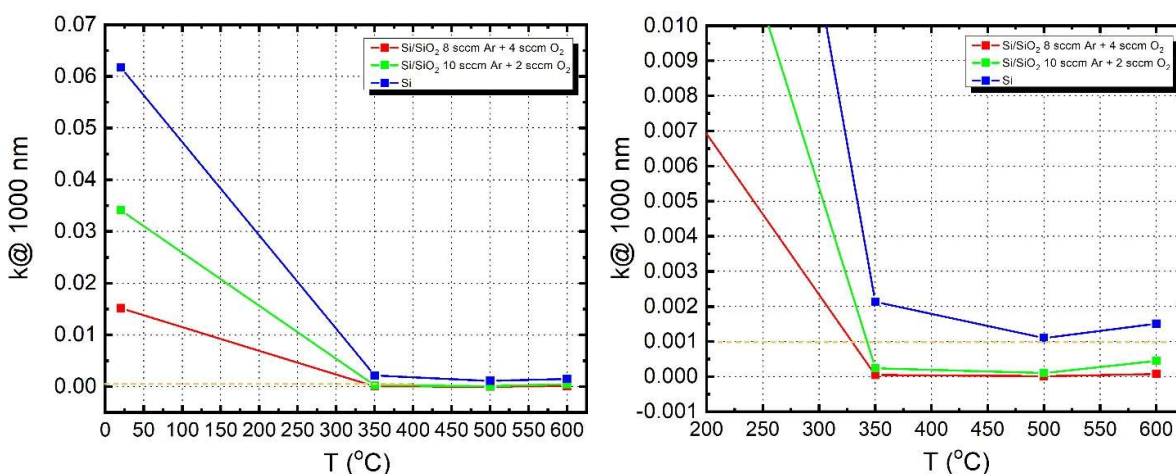 0.07
0.06
0.05
0.04
0.03
0.02
0.01
0.00
k@ 1000 nm
Si/SiO₂ 8 sccm Ar + 4 sccm O₂
Si/SiO₂ 10 sccm Ar + 2 sccm O₂
Si
0 50 100 150 200 250 300 350 400 450 500 550 600
T (°C)
0.010
0.009
0.008
0.007
0.006
0.005
0.004
0.003
0.002
0.001
0.000
-0.001
k@ 1000 nm
Si/SiO₂ 8 sccm Ar + 4 sccm O₂
Si/SiO₂ 10 sccm Ar + 2 sccm O₂
Si
200 250 300 350 400 450 500 550 600
T (°C)